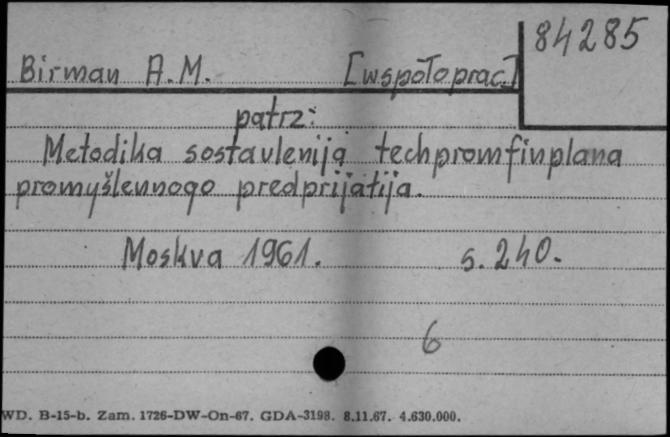 84285
Birman A.M. [współoprac.]
patrz:
Metodika sostavlenija techpromfinplana
promyšlennogo predprijatija.
Moskva 1961. s. 240.
6
WD. B-15-b. Zam. 1726-DW-On-67. GDA-3198. 8.11.67. 4.630.000.